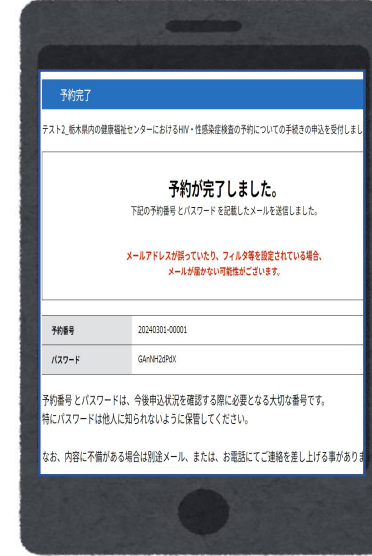 予約完了
テスト2_栃木県内の健康福祉センターにおけるHIV・性感染症検査の予約についての手続きの申込を受付しまし
予約が完了しました。
下記の予約番号 とパスワード を記載したメールを送信しました。
メールアドレスが誤っていたり、フィルタ等を設定されている場合、
メールが届かない可能性がございます。
予約番号 20240301-00001
パスワード GAnNH2dPdX
予約番号 とパスワードは、今後申込状況を確認する際に必要となる大切な番号です。
特にパスワードは他人に知られないように保管してください。
なお、内容に不備がある場合は別途メール、または、お電話にてご連絡を差し上げる事がありま